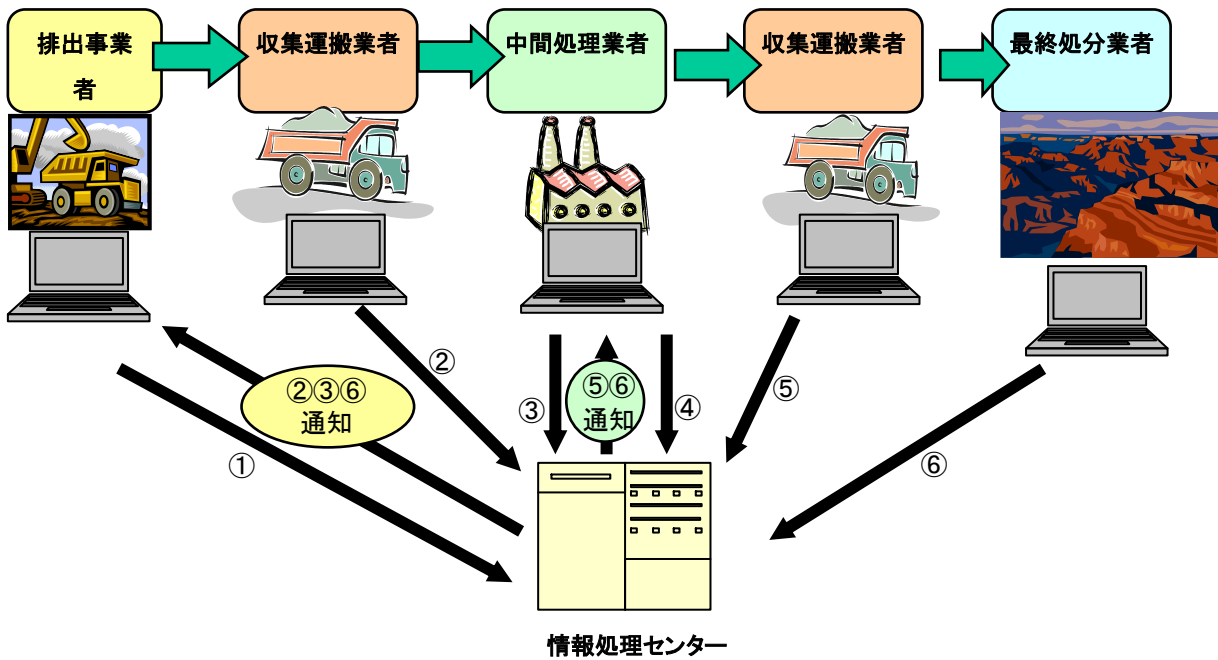 排出事業
者
収集運搬業者
中間処理業者
収集運搬業者
最終処分業者
①
②③⑥
通知
②
③
⑤⑥
通知
④
⑤
⑥
情報処理センター